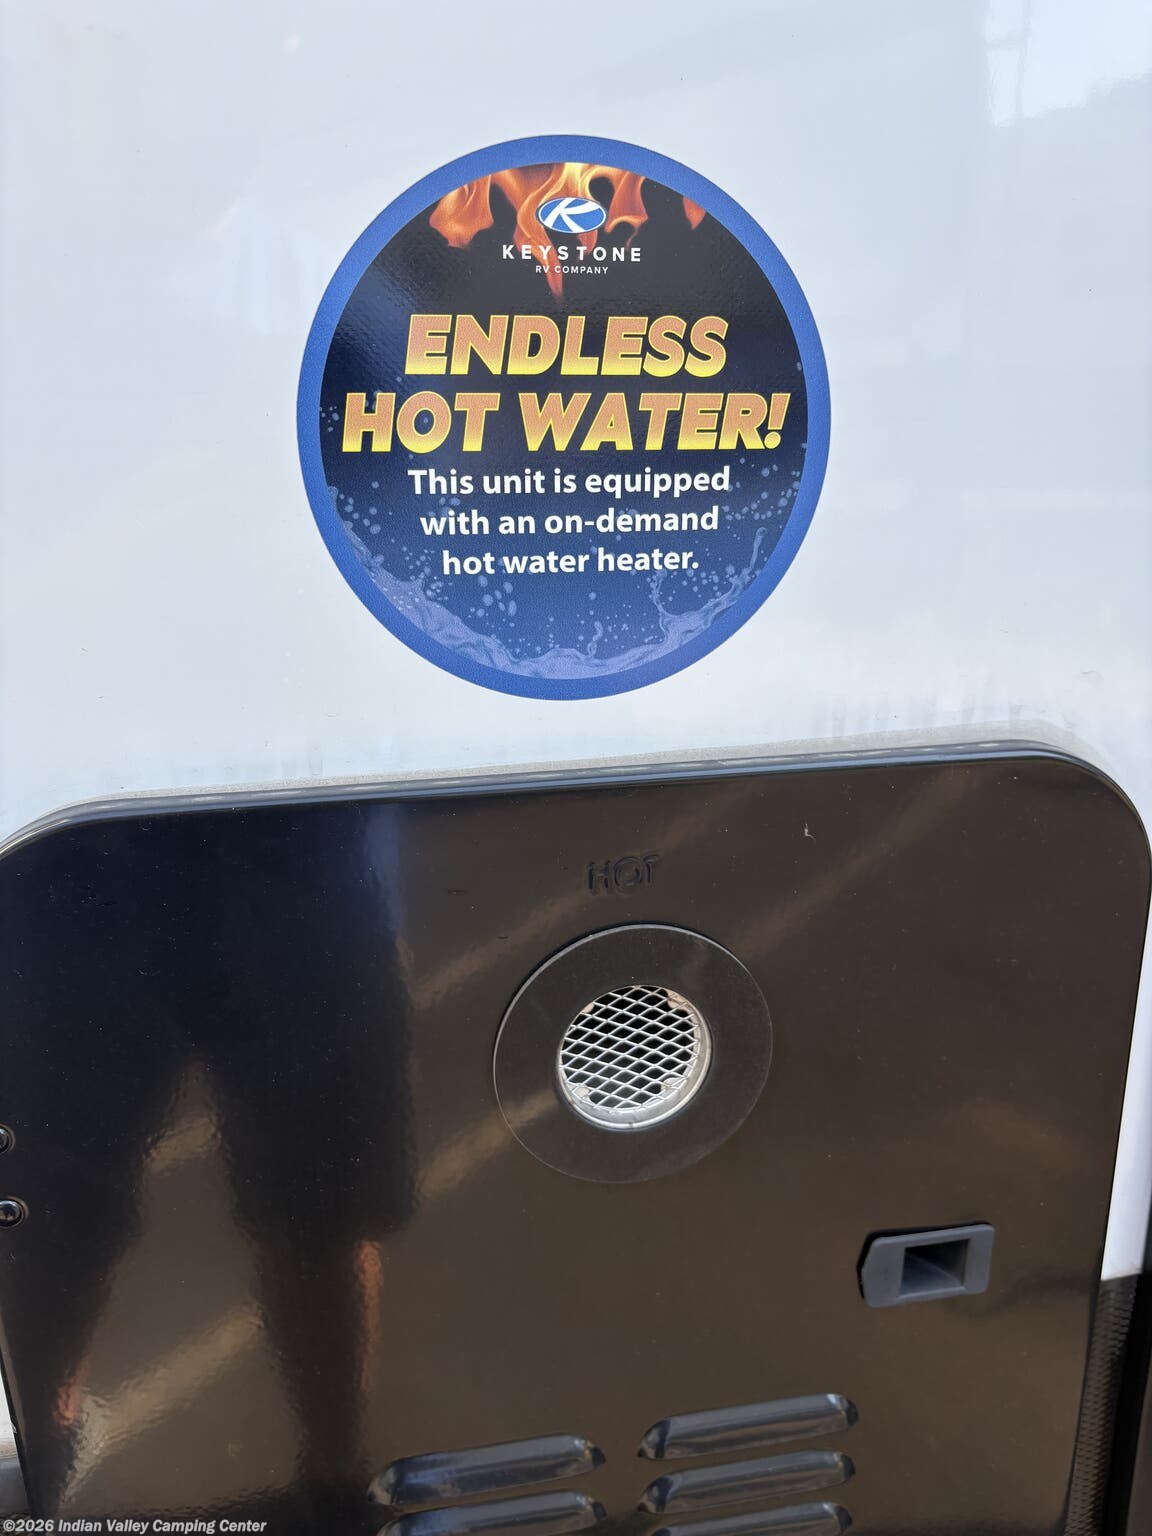 KEYSTONE
RV COMPANY
ENDLESS
HOT WATER!
This unit is equipped
with an on-demand
hot water heater.
HOT
©2026 Indian Valley Camping Center